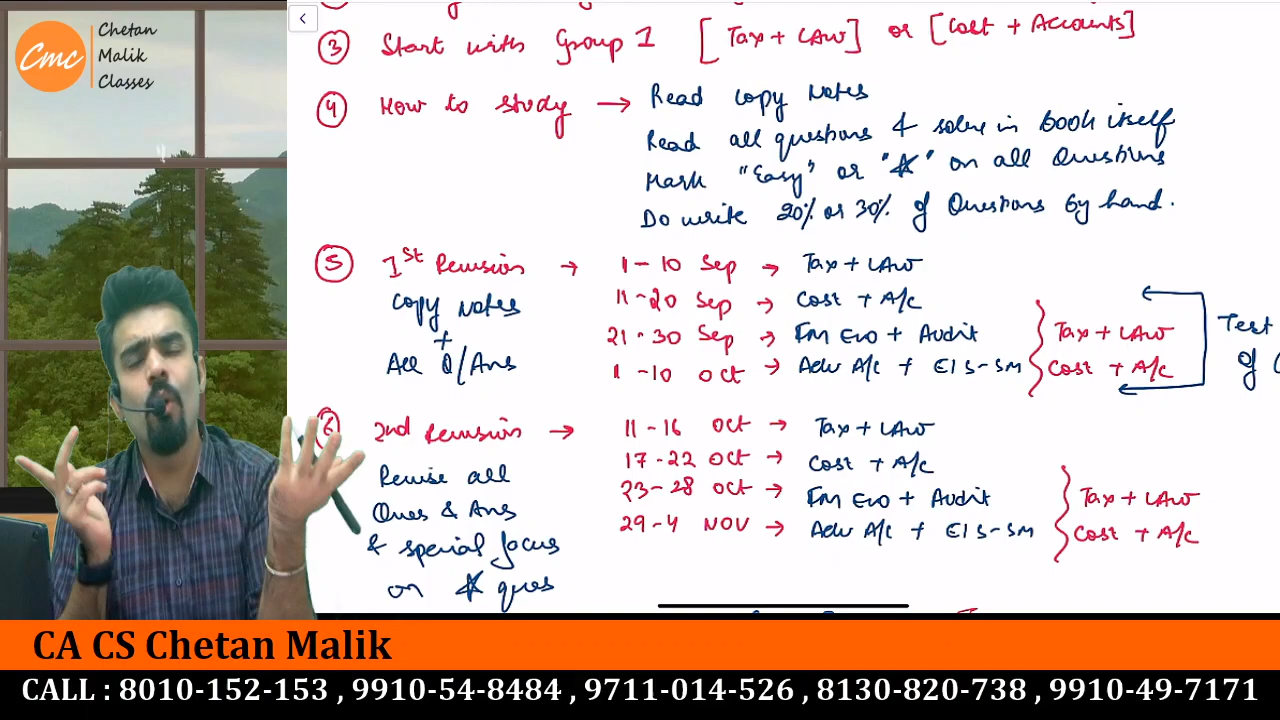 Chetan
Malik
Classes
CMC
③ Start with Group 1 [Tax + LAW] or [Cost + Accounts]
④ How to study → Read copy Notes
Read all questions & solve in book itself
Mark "Easy" or "☆" on all Questions
Do write 20% or 30% of Questions by hand.
⑤ 1st Revision → 1 - 10 Sep → Tax + LAW
Copy Notes
+
All Q/Ans
11 - 20 Sep → Cost + A/c
21 - 30 Sep → FM Eco + Audit
1 - 10 Oct → Adv A/c + EIS-SM
Tax + LAW
Cost + A/c
Test
of
⑥ 2nd Revision → 11 - 16 Oct → Tax + LAW
Revise all
Ques & Ans
& special focus
on ☆ ques
17 - 22 Oct → Cost + A/c
23 - 28 Oct → FM Eco + Audit
29 - 4 NOV → Adv A/c + EIS-SM
Tax + LAW
Cost + A/c
CA CS Chetan Malik
CALL : 8010-152-153 , 9910-54-8484 , 9711-014-526 , 8130-820-738 , 9910-49-7171